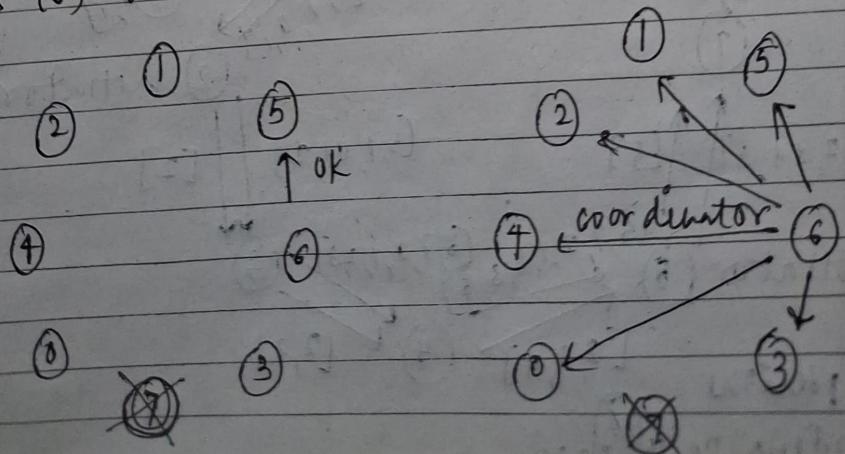 ① ①
② ⑤ ② ⑤
OK
④ ⑥ ④ coordinator ⑥
⓪ ③ ⓪ ③
⑦ ⑦